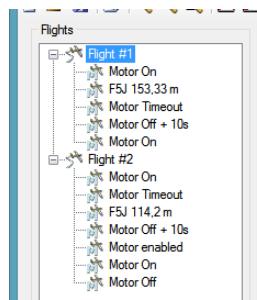 Flights
Flight #1
Motor On
F5J 153,33 m
Motor Timeout
Motor Off + 10s
Motor On
Flight #2
Motor On
Motor Timeout
F5J 114,2 m
Motor Off + 10s
Motor enabled
Motor On
Motor Off